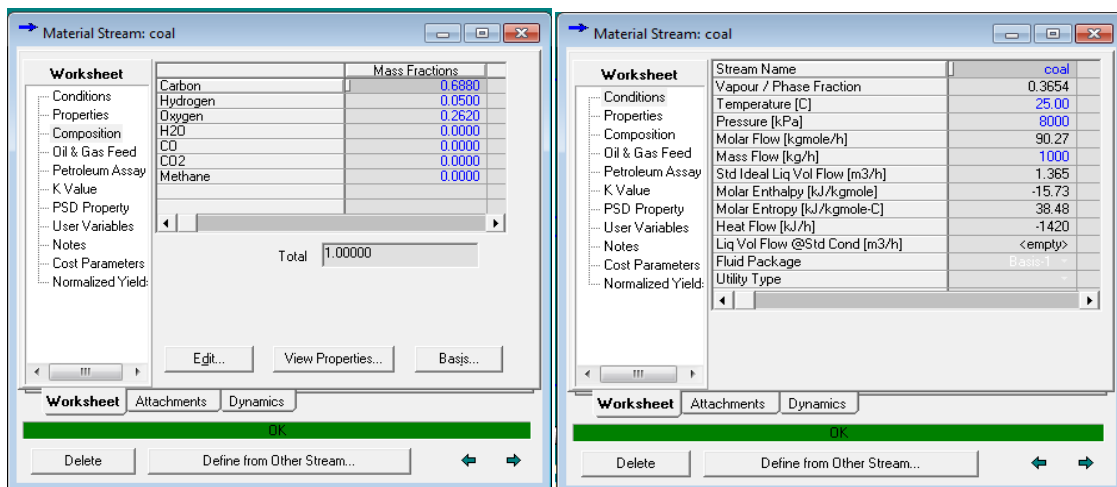 Material Stream: coal
Worksheet
Conditions
Properties
Composition
Oil & Gas Feed
Petroleum Assay
K Value
PSD Property
User Variables
Notes
Cost Parameters
Normalized Yields
Mass Fractions
Carbon 0.6880
Hydrogen 0.0500
Oxygen 0.2620
H2O 0.0000
CO 0.0000
CO2 0.0000
Methane 0.0000
Total 1.00000
Edit... View Properties... Basis...
Worksheet Attachments Dynamics
OK
Delete Define from Other Stream...
Material Stream: coal
Worksheet
Conditions
Properties
Composition
Oil & Gas Feed
Petroleum Assay
K Value
PSD Property
User Variables
Notes
Cost Parameters
Normalized Yields
Stream Name coal
Vapour / Phase Fraction 0.3654
Temperature [C] 25.00
Pressure [kPa] 8000
Molar Flow [kgmole/h] 90.27
Mass Flow [kg/h] 1000
Std Ideal Liq Vol Flow [m3/h] 1.365
Molar Enthalpy [kJ/kgmole] -15.73
Molar Entropy [kJ/kgmole-C] 38.48
Heat Flow [kJ/h] -1420
Liq Vol Flow @Std Cond [m3/h] <empty>
Fluid Package Basis-1
Utility Type
Worksheet Attachments Dynamics
OK
Delete Define from Other Stream...